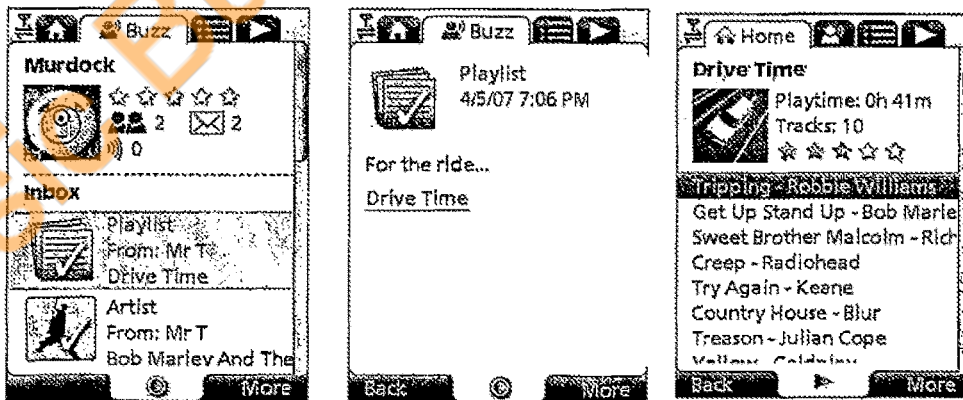 Buzz
Murdock
2 2
0
Inbox
Playlist
From: Mr T
Drive Time
Artist
From: Mr T
Bob Marley And The
More
Buzz
Playlist
4/5/07 7:06 PM
For the ride...
Drive Time
Back More
Home
Drive Time
Playtime: 0h 41m
Tracks: 10
Tripping - Robbie Williams
Get Up Stand Up - Bob Marle
Sweet Brother Malcolm - Rich
Creep - Radiohead
Try Again - Keane
Country House - Blur
Treason - Julian Cope
Yellow - Coldplay
Back More